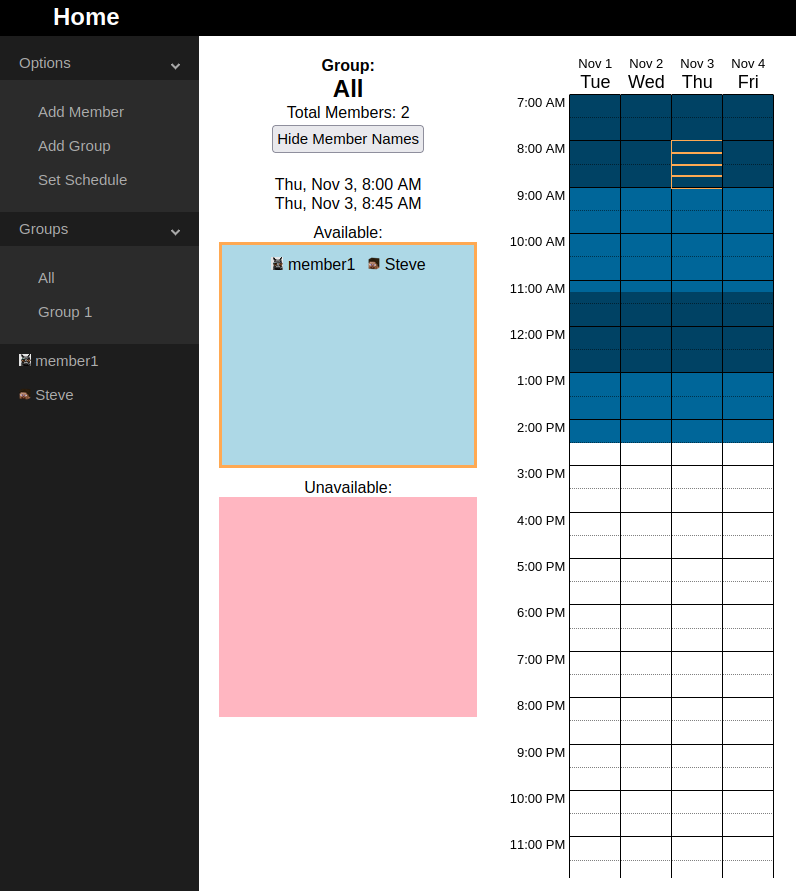 Home
Options
Add Member
Add Group
Set Schedule
Groups
All
Group 1
member1
Steve
Group:
All
Total Members: 2
Hide Member Names
Thu, Nov 3, 8:00 AM
Thu, Nov 3, 8:45 AM
Available:
member1 Steve
Unavailable:
Nov 1 Nov 2 Nov 3 Nov 4
Tue Wed Thu Fri
7:00 AM
8:00 AM
9:00 AM
10:00 AM
11:00 AM
12:00 PM
1:00 PM
2:00 PM
3:00 PM
4:00 PM
5:00 PM
6:00 PM
7:00 PM
8:00 PM
9:00 PM
10:00 PM
11:00 PM